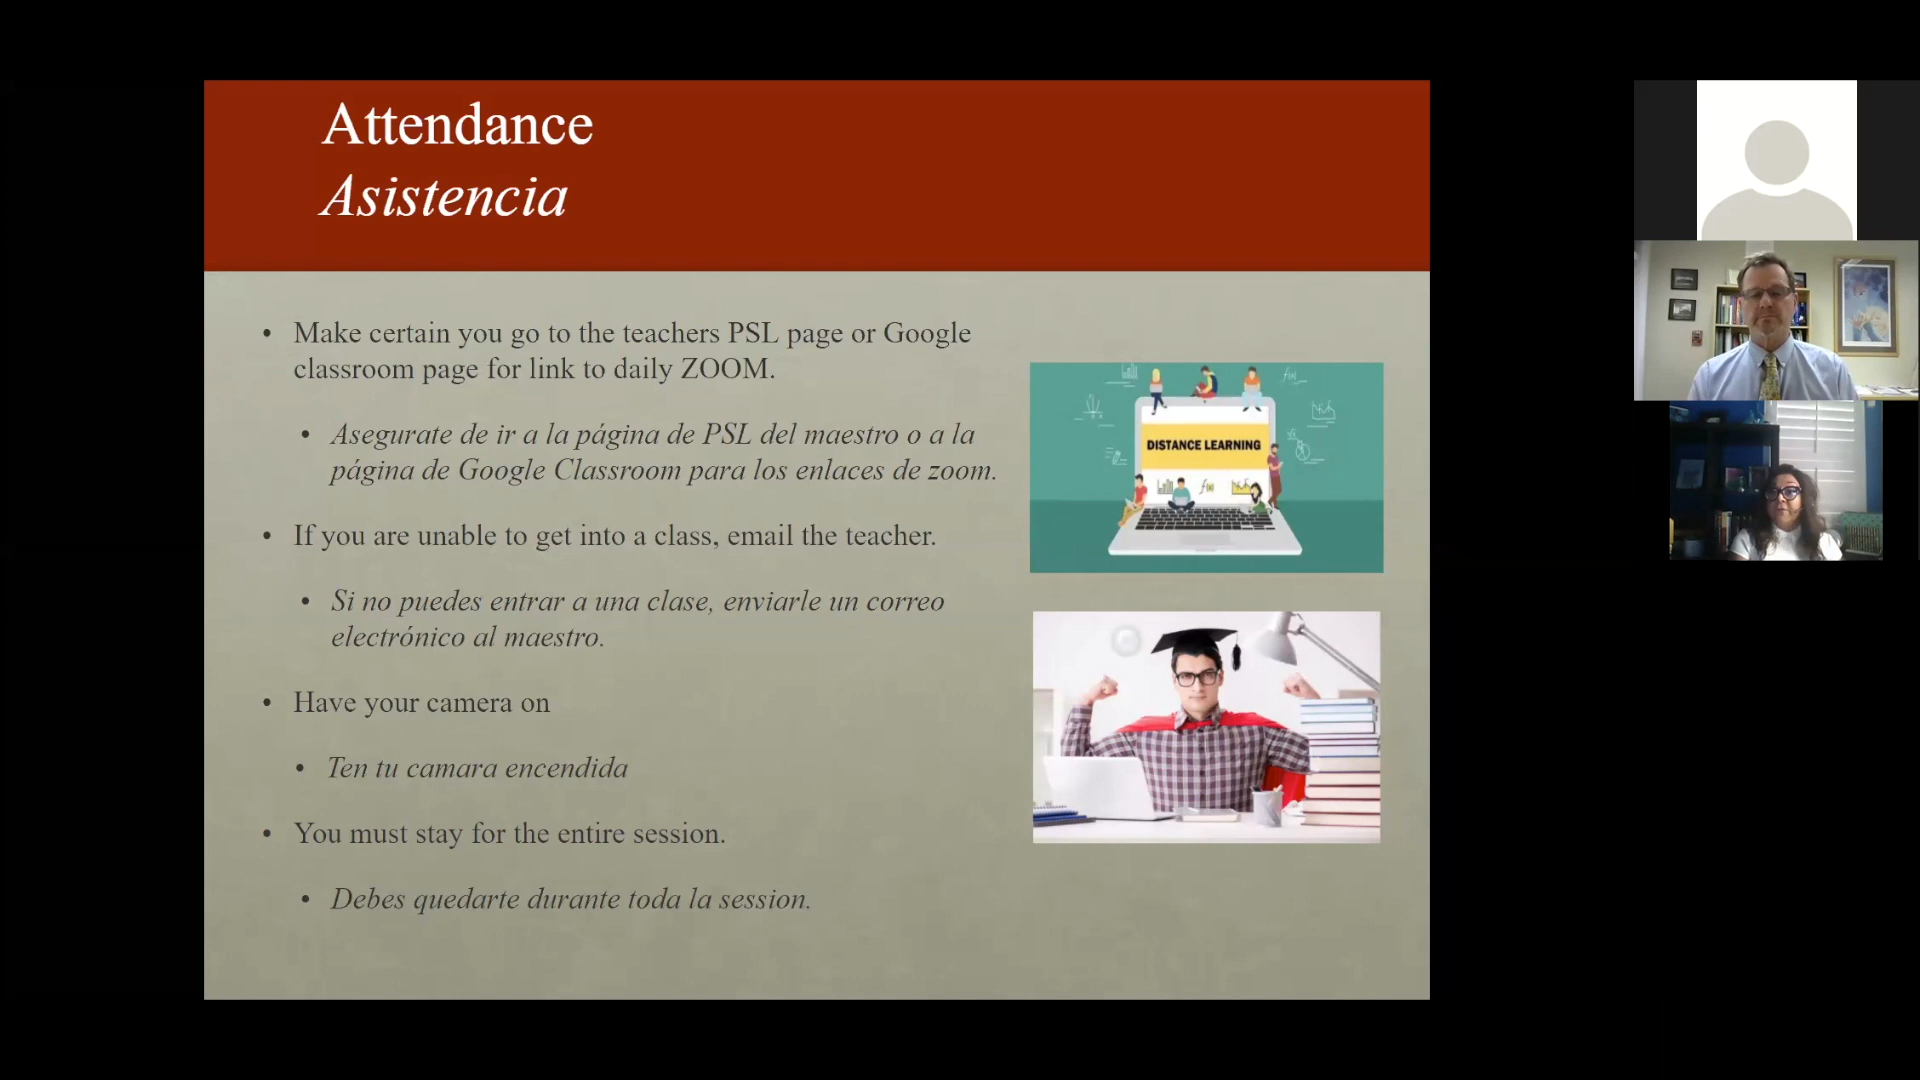 Attendance
Asistencia
• Make certain you go to the teachers PSL page or Google
classroom page for link to daily ZOOM.
• Asegurate de ir a la página de PSL del maestro o a la
página de Google Classroom para los enlaces de zoom.
• If you are unable to get into a class, email the teacher.
• Si no puedes entrar a una clase, enviarle un correo
electrónico al maestro.
• Have your camera on
• Ten tu camara encendida
• You must stay for the entire session.
• Debes quedarte durante toda la session.
DISTANCE LEARNING